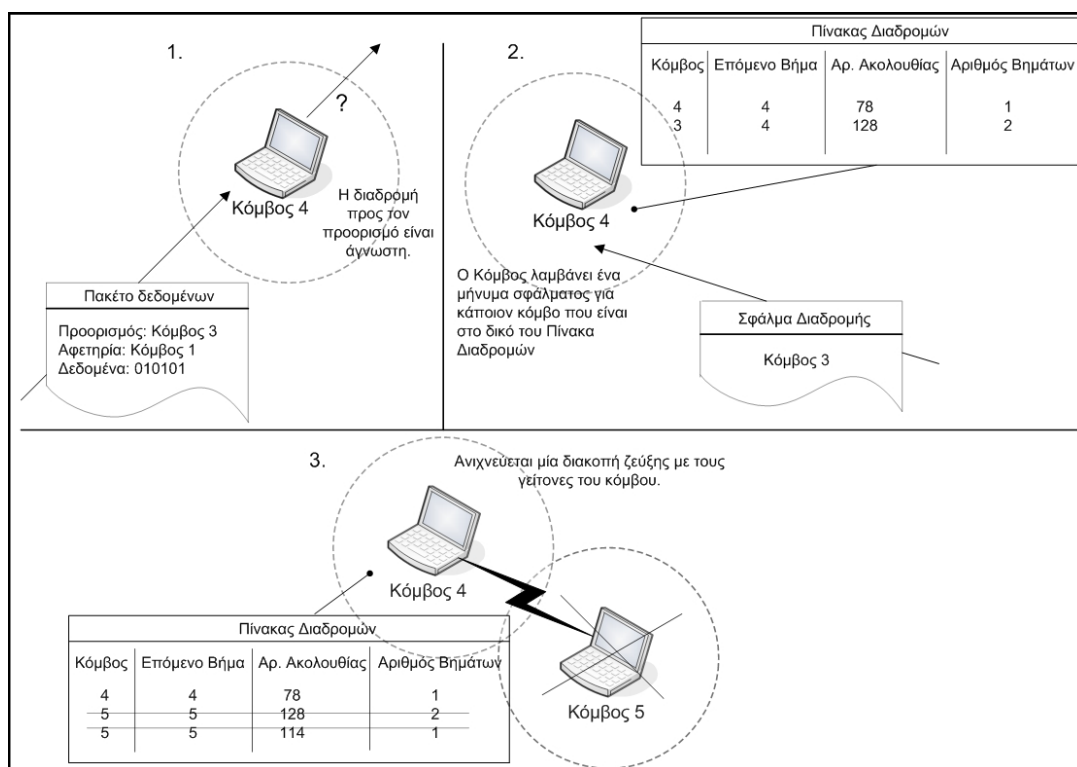 1.
?
Κόμβος 4
Η διαδρομή
προς τον
προορισμό είναι
άγνωστη.
Πακέτο δεδομένων
Προορισμός: Κόμβος 3
Αφετηρία: Κόμβος 1
Δεδομένα: 010101
2.
Πίνακας Διαδρομών
Κόμβος Επόμενο Βήμα Αρ. Ακολουθίας Αριθμός Βημάτων
4 4 78 1
3 4 128 2
Κόμβος 4
Ο Κόμβος λαμβάνει ένα
μήνυμα σφάλματος για
κάποιον κόμβο που είναι
στο δικό του Πίνακα
Διαδρομών
Σφάλμα Διαδρομής
Κόμβος 3
3.
Ανιχνεύεται μία διακοπή ζεύξης με τους
γείτονες του κόμβου.
Κόμβος 4
Κόμβος 5
Πίνακας Διαδρομών
Κόμβος Επόμενο Βήμα Αρ. Ακολουθίας Αριθμός Βημάτων
4 4 78 1
5 5 128 2
5 5 114 1